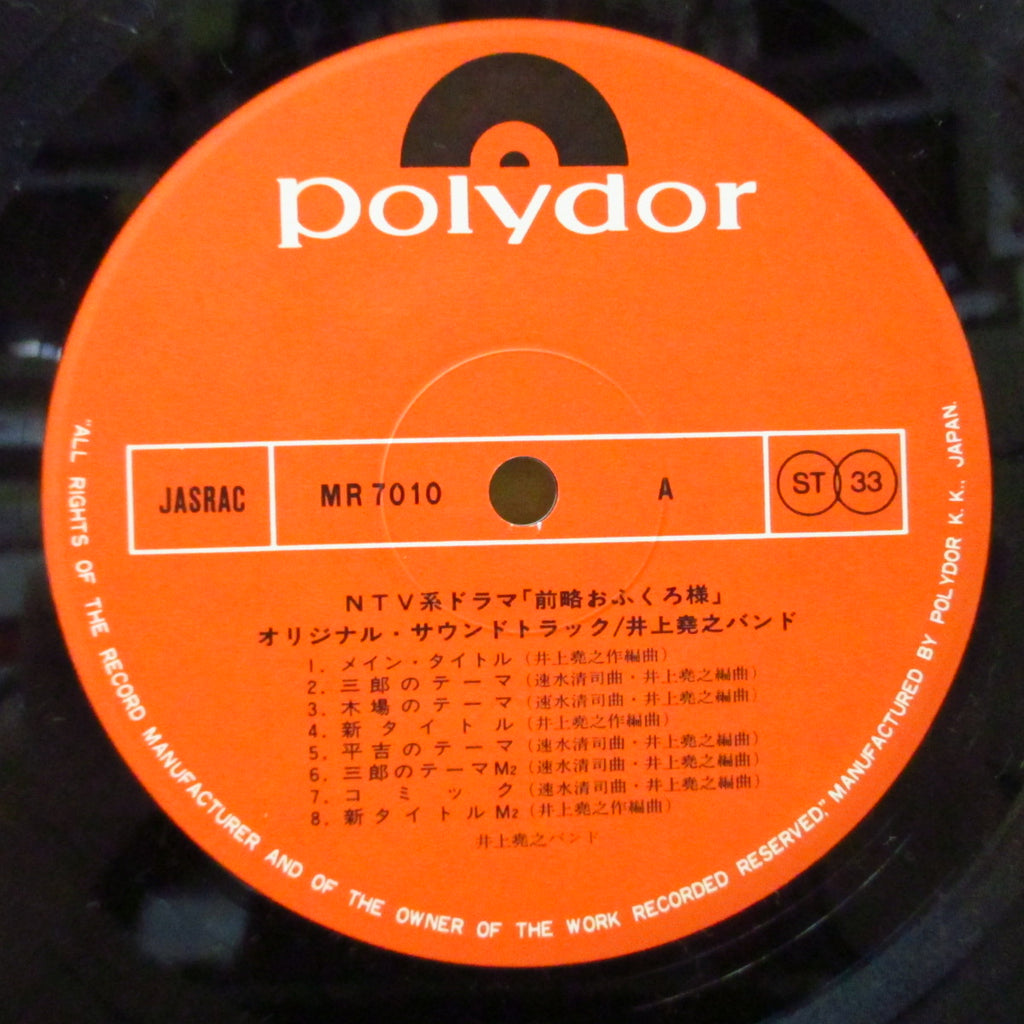 polydor
JASRAC MR 7010 A ST 33
NTV系ドラマ「前略おふくろ様」
オリジナル・サウンドトラック/井上堯之バンド
1. メイン・タイトル (井上堯之作編曲)
2. 三郎のテーマ (速水清司曲・井上堯之編曲)
3. 木場のテーマ (速水清司曲・井上堯之編曲)
4. 新タイトル (井上堯之作編曲)
5. 平吉のテーマ (速水清司曲・井上堯之編曲)
6. 三郎のテーマM2 (速水清司曲・井上堯之編曲)
7. コミック (速水清司曲・井上堯之編曲)
8. 新タイトルM2 (井上堯之作編曲)
井上堯之バンド
"ALL RIGHTS OF THE RECORD MANUFACTURER AND OF THE OWNER OF THE WORK RECORDED RESERVED," MANUFACTURED BY POLYDOR K. K., JAPAN.